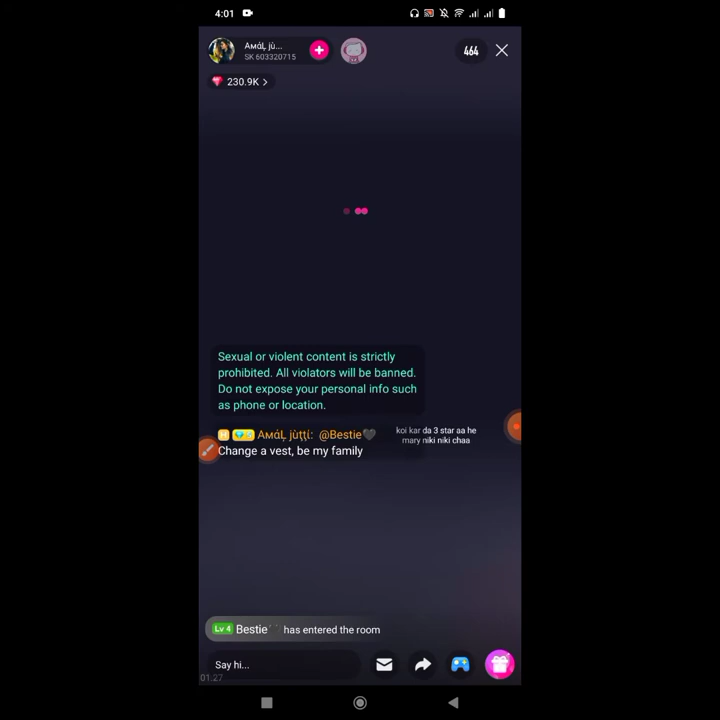 4:01
Aмά Ļ jù...
SK 603320715
464
230.9K
Sexual or violent content is strictly
prohibited. All violators will be banned.
Do not expose your personal info such
as phone or location.
AмάĻ jùţţí: @Bestie🖤
koi kar da 3 star aa he
mary niki niki chaa
Change a vest, be my family
Lv 4 Bestie🖤 has entered the room
Say hi...
01:27